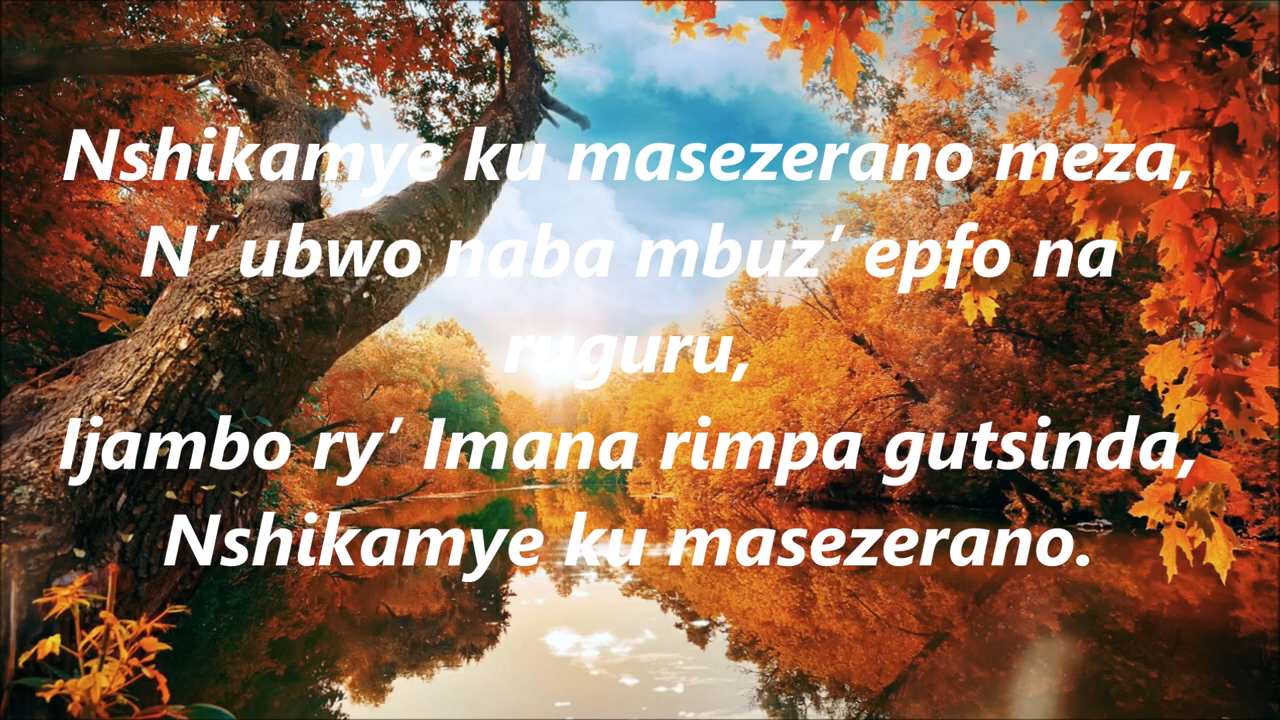 Nshikamye ku masezerano meza,
N’ ubwo naba mbuz’ epfo na
ruguru,
Ijambo ry’ Imana rimpa gutsinda,
Nshikamye ku masezerano.